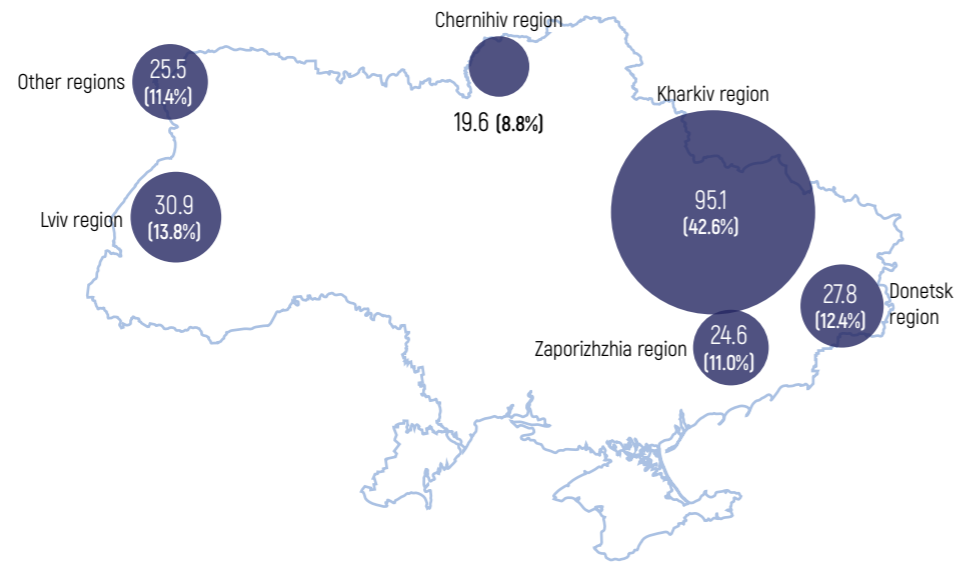 Chernihiv region
19.6 (8.8%)
Other regions
25.5
(11.4%)
Kharkiv region
95.1
(42.6%)
Lviv region
30.9
(13.8%)
Donetsk
region
27.8
(12.4%)
Zaporizhzhia region
24.6
(11.0%)